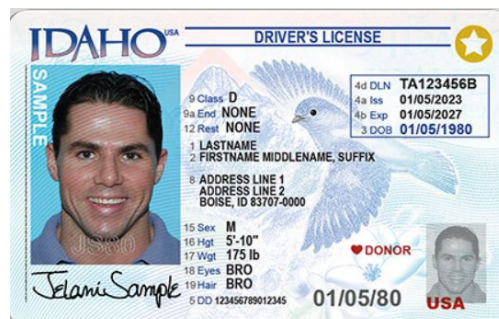 IDAHO USA
DRIVER'S LICENSE
SAMPLE
4d DLN TA123456B
4a Iss 01/05/2023
4b Exp 01/05/2027
3 DOB 01/05/1980
9 Class D
9a End NONE
12 Rest NONE
1 LASTNAME
2 FIRSTNAME MIDDLENAME, SUFFIX
8 ADDRESS LINE 1
ADDRESS LINE 2
BOISE, ID 83707-0000
15 Sex M
16 Hgt 5'-10"
17 Wgt 175 lb
18 Eyes BRO
19 Hair BRO
5 DD 123456789012345
DONOR
JS880
Jelani Sample
01/05/80
USA